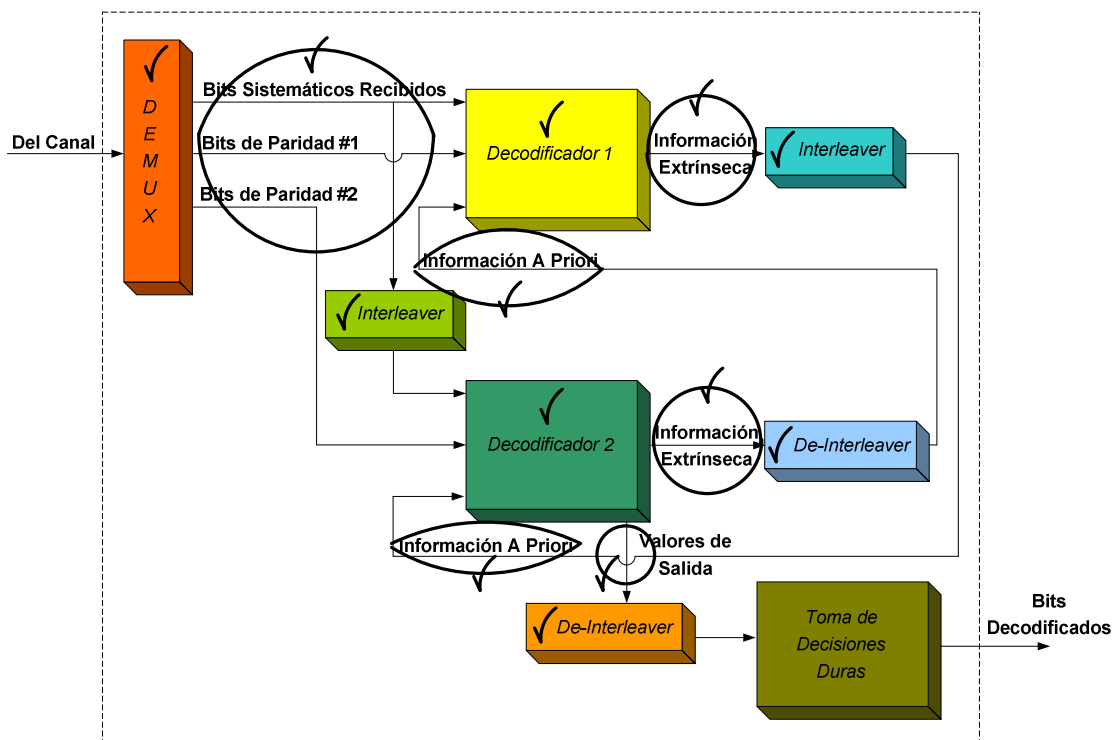 Del Canal
D
E
M
U
X
Bits Sistemáticos Recibidos
Bits de Paridad #1
Bits de Paridad #2
Decodificador 1
Información
Extrínseca
Interleaver
Información A Priori
Interleaver
Decodificador 2
Información
Extrínseca
De-Interleaver
Información A Priori
Valores de
Salida
De-Interleaver
Toma de
Decisiones
Duras
Bits
Decodificados